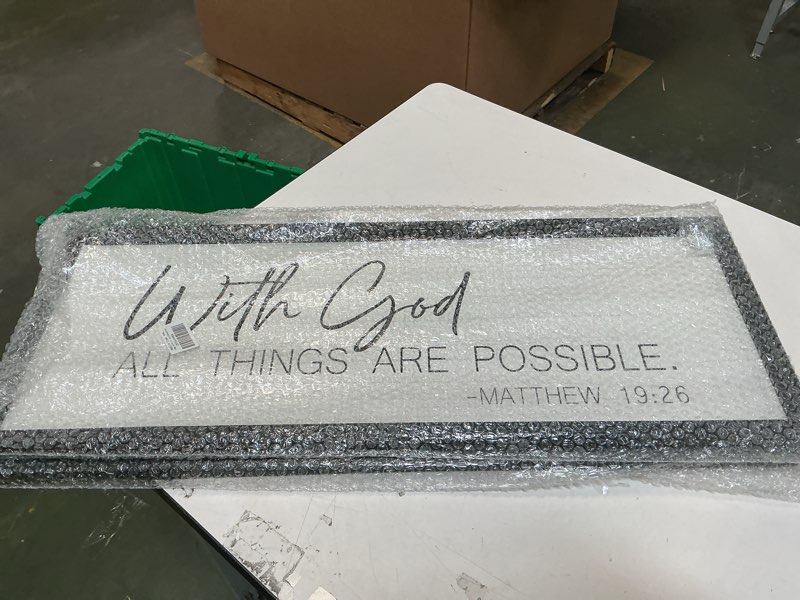 With God
ALL THINGS ARE POSSIBLE.
-MATTHEW 19:26